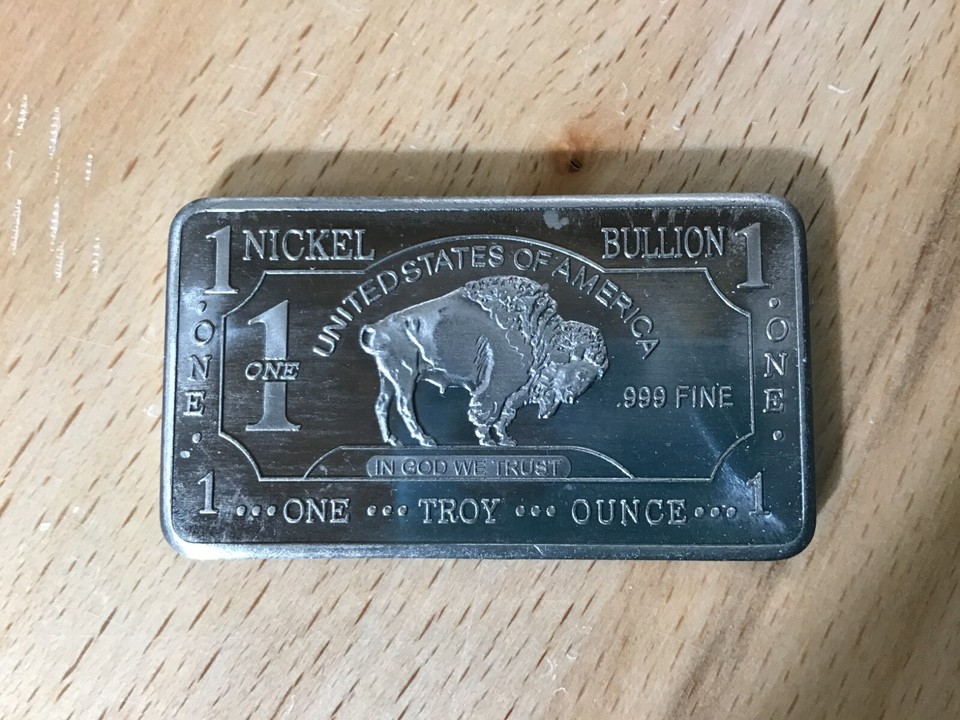 1 NICKEL BULLION 1
UNITED STATES OF AMERICA
• ONE •
1
ONE
.999 FINE
• ONE •
IN GOD WE TRUST
1 ••• ONE ••• TROY ••• OUNCE ••• 1